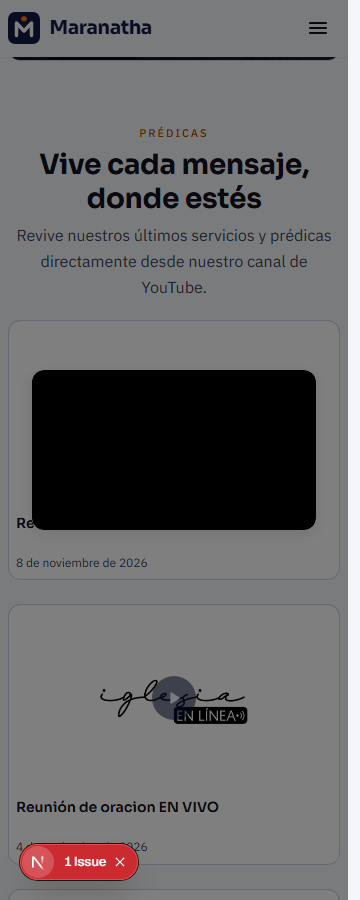 Maranatha
PRÉDICAS
Vive cada mensaje,
donde estés
Revive nuestros últimos servicios y prédicas
directamente desde nuestro canal de
YouTube.
8 de noviembre de 2026
iglesia
EN LÍNEA
Reunión de oracion EN VIVO
1 Issue